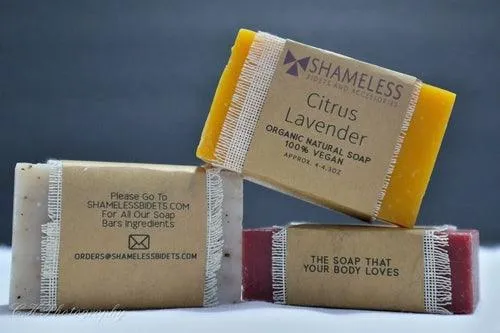 SHAMELESS
BIDETS AND ACCESSORIES
Citrus
Lavender
ORGANIC NATURAL SOAP
100% VEGAN
APPROX. 4-4.5OZ
Please Go To
SHAMELESSBIDETS.COM
For All Our Soap
Bars Ingredients
ORDERS@SHAMELESSBIDETS.COM
THE SOAP THAT
YOUR BODY LOVES
Photography